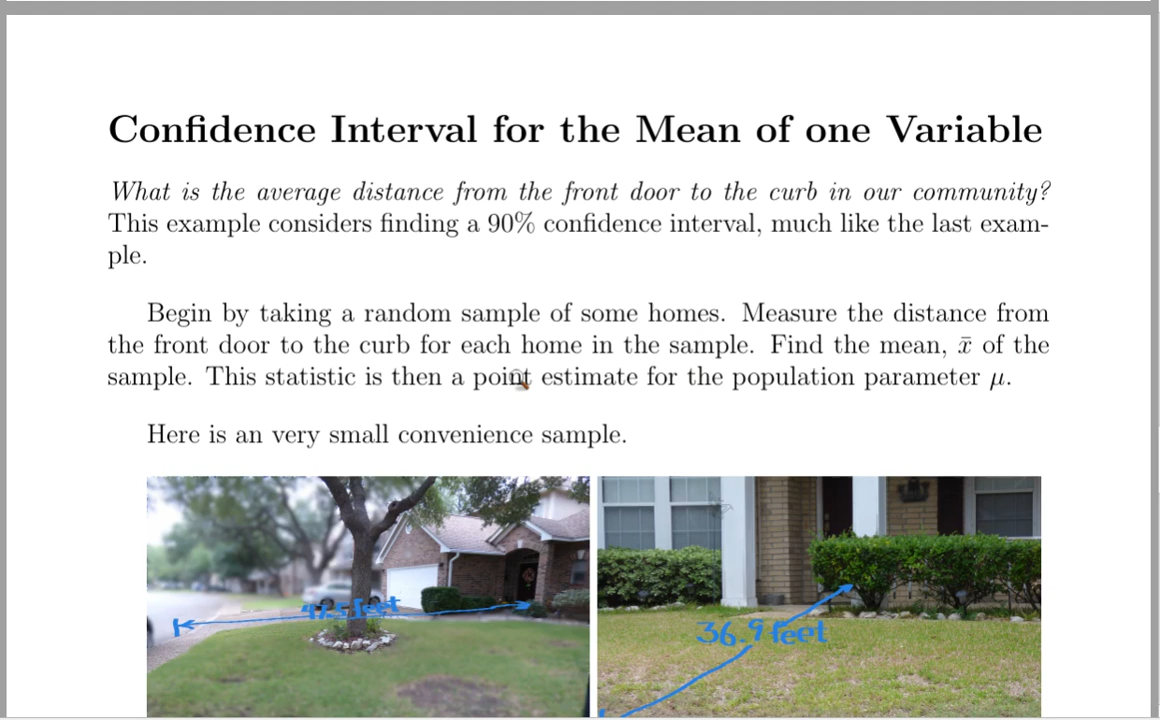 Confidence Interval for the Mean of one Variable
What is the average distance from the front door to the curb in our community?
This example considers finding a 90% confidence interval, much like the last exam-
ple.
Begin by taking a random sample of some homes. Measure the distance from
the front door to the curb for each home in the sample. Find the mean, x̄ of the
sample. This statistic is then a point estimate for the population parameter μ.
Here is an very small convenience sample.
feet
36.9 feet